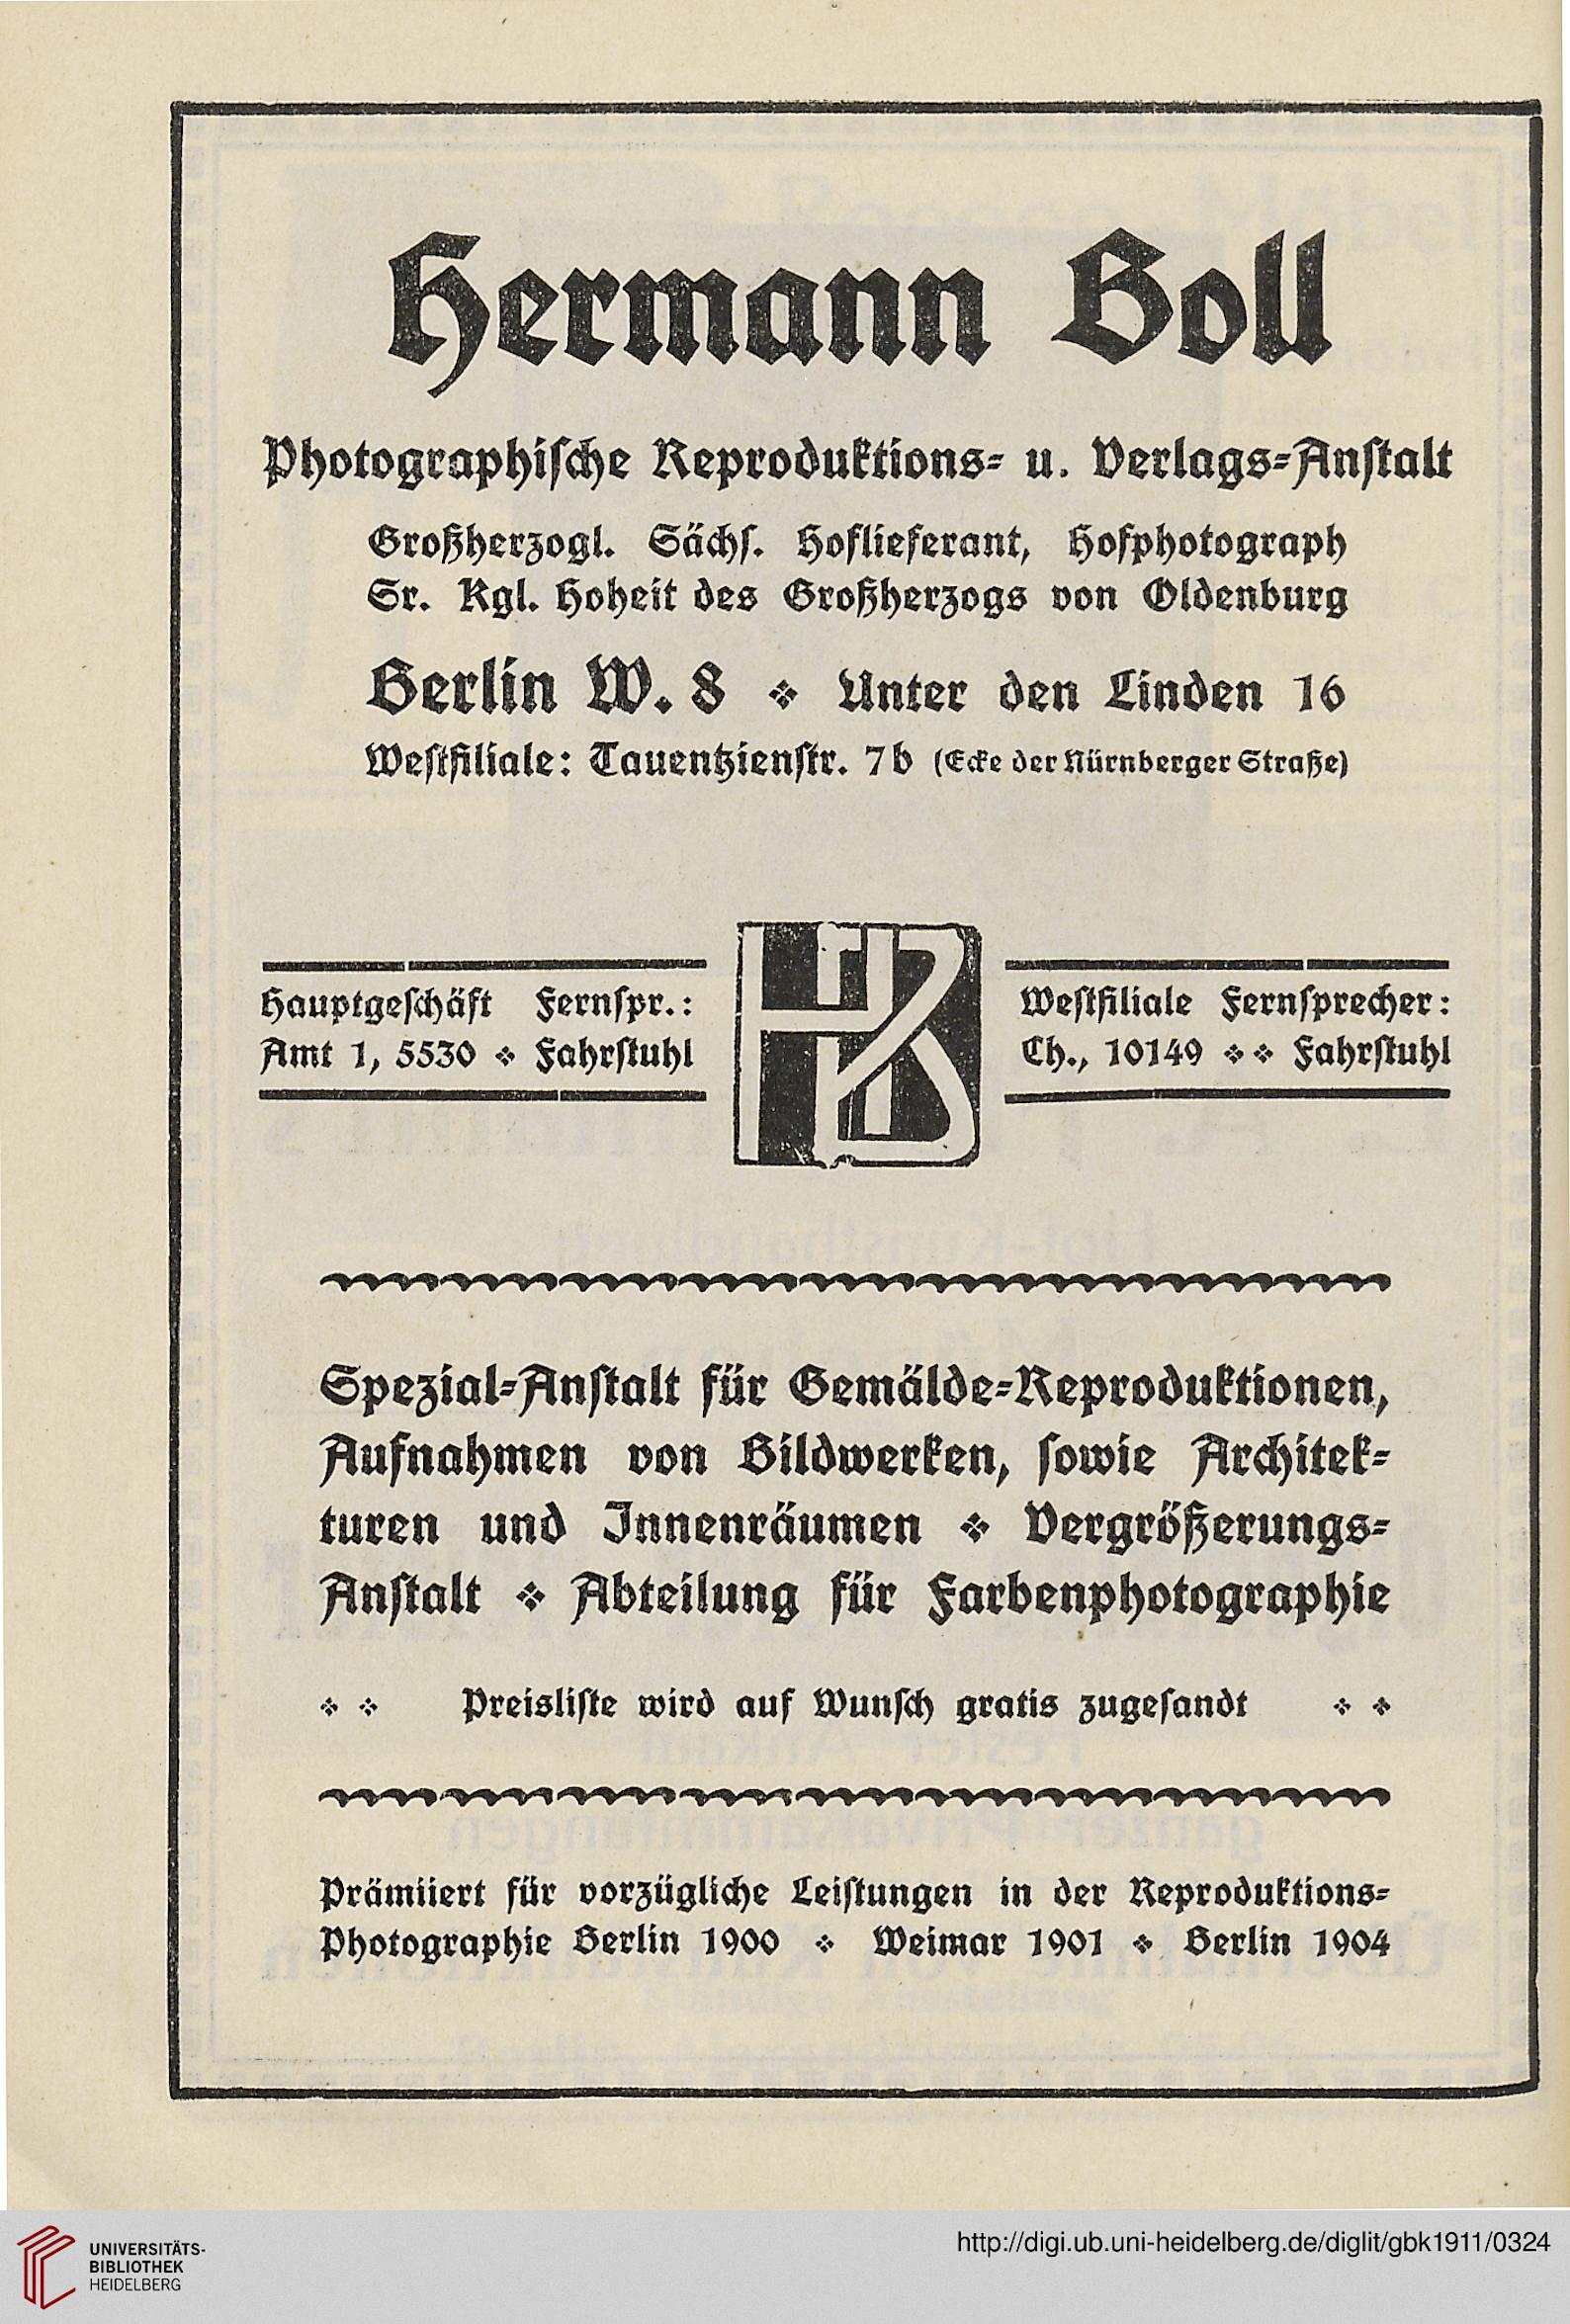 Hermann Boll
Photographische Reproduktions- u. Verlags-Anstalt
Großherzogl. Sächs. Hoflieferant, Hofphotograph
Sr. Kgl. Hoheit des Großherzogs von Oldenburg
Berlin W. 8 ❖ Unter den Linden 16
Westfiliale: Tauentzienstr. 7b (Ecke der Nürnberger Straße)
Hauptgeschäft Fernspr.:
Amt 1, 5530 ❖ Fahrstuhl
HB
Westfiliale Fernsprecher:
Ch., 10149 ❖❖ Fahrstuhl
Spezial-Anstalt für Gemälde-Reproduktionen,
Aufnahmen von Bildwerken, sowie Architek-
turen und Innenräumen ❖ Vergrößerungs-
Anstalt ❖ Abteilung für Farbenphotographie
❖ ❖ Preisliste wird auf Wunsch gratis zugesandt ❖ ❖
Prämiiert für vorzügliche Leistungen in der Reproduktions-
Photographie Berlin 1900 ❖ Weimar 1901 ❖ Berlin 1904
UNIVERSITÄTS-
BIBLIOTHEK
HEIDELBERG
http://digi.ub.uni-heidelberg.de/diglit/gbk1911/0324